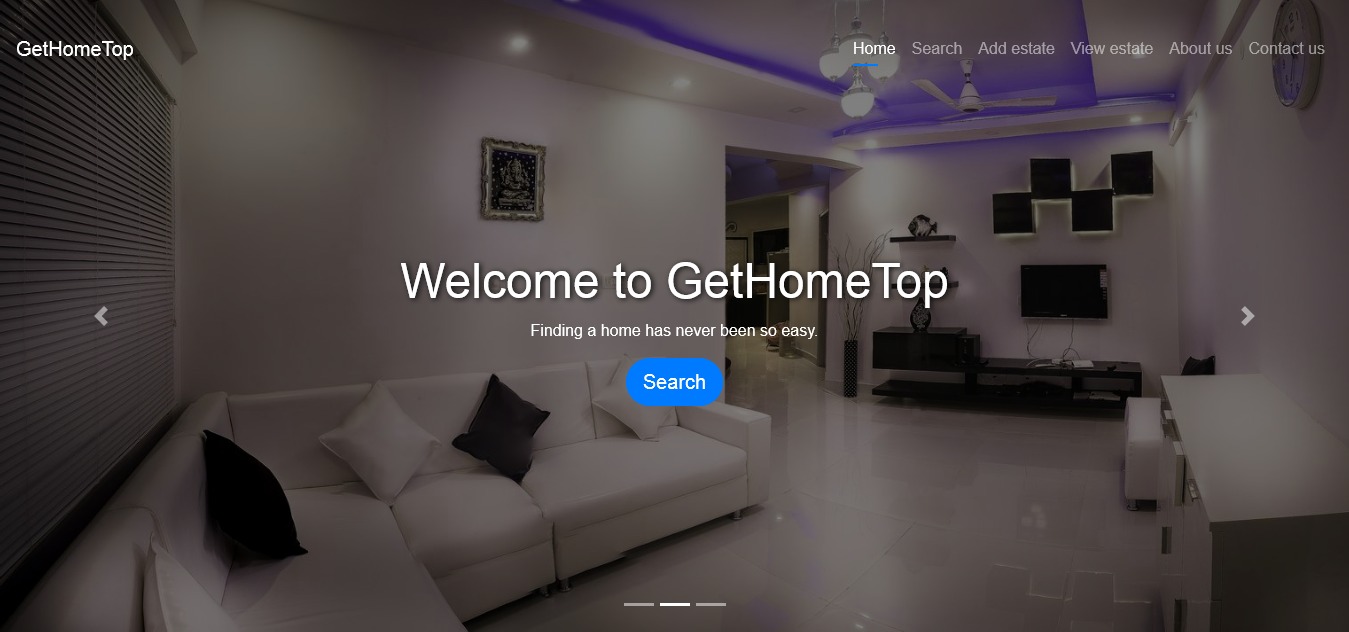 GetHomeTop
Home Search Add estate View estate About us Contact us
Welcome to GetHomeTop
Finding a home has never been so easy.
Search